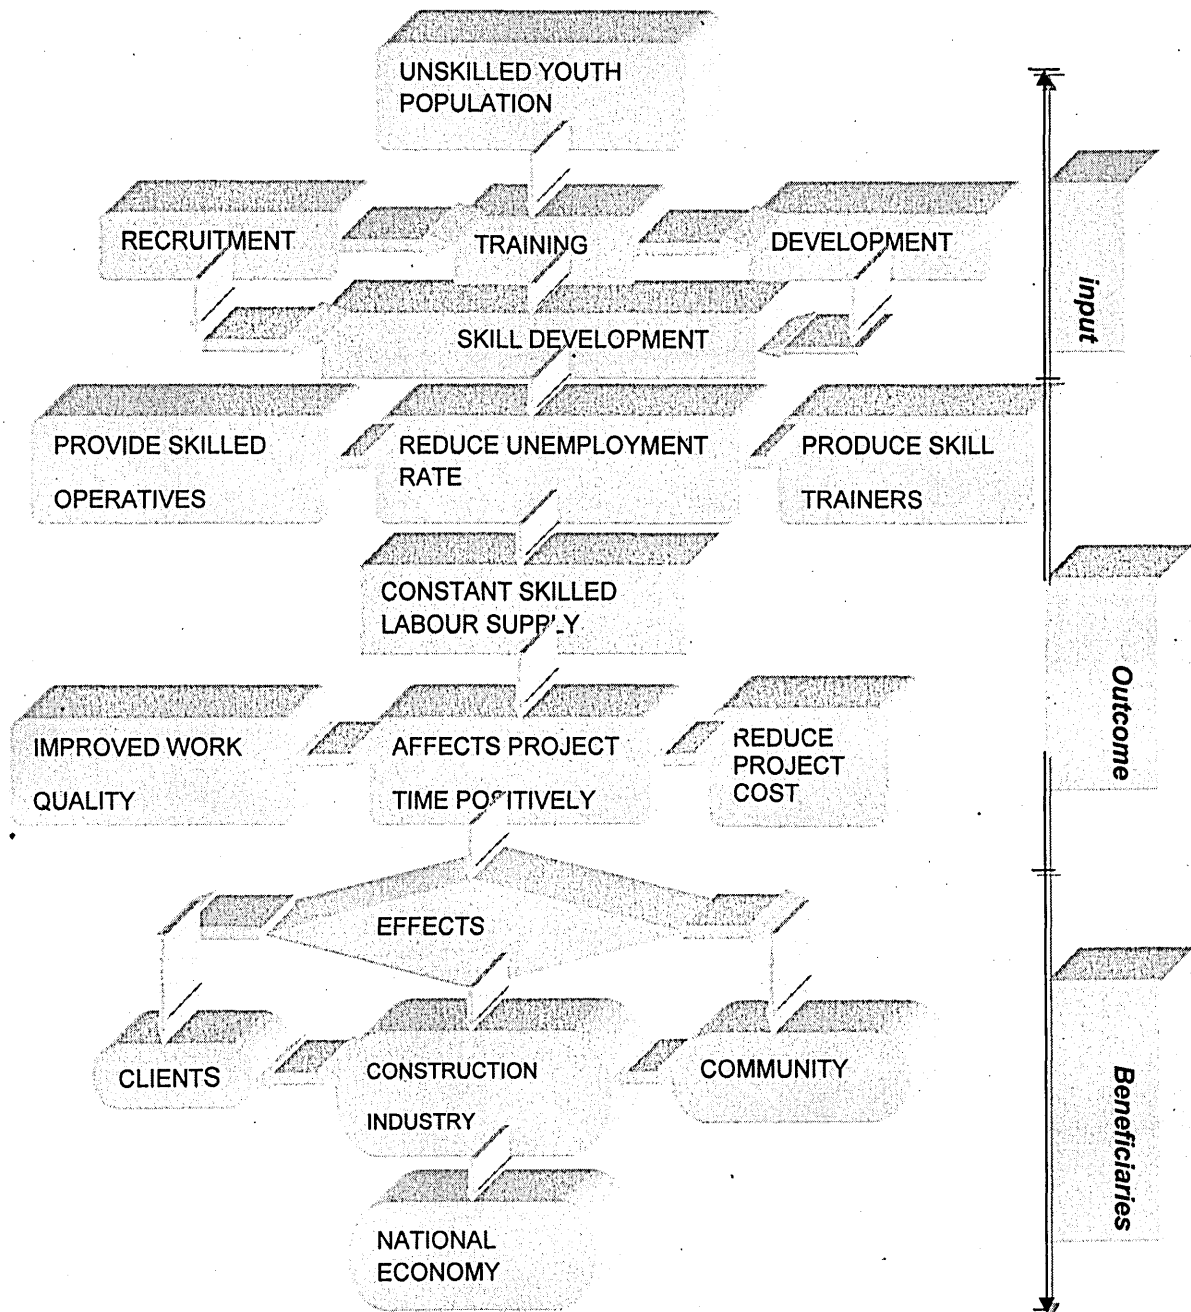 UNSKILLED YOUTH
POPULATION
RECRUITMENT
TRAINING
DEVELOPMENT
input
SKILL DEVELOPMENT
PROVIDE SKILLED
OPERATIVES
REDUCE UNEMPLOYMENT
RATE
PRODUCE SKILL
TRAINERS
CONSTANT SKILLED
LABOUR SUPPLY
Outcome
IMPROVED WORK
QUALITY
AFFECTS PROJECT
TIME POSITIVELY
REDUCE
PROJECT
COST
EFFECTS
CLIENTS
CONSTRUCTION
INDUSTRY
COMMUNITY
Beneficiaries
NATIONAL
ECONOMY